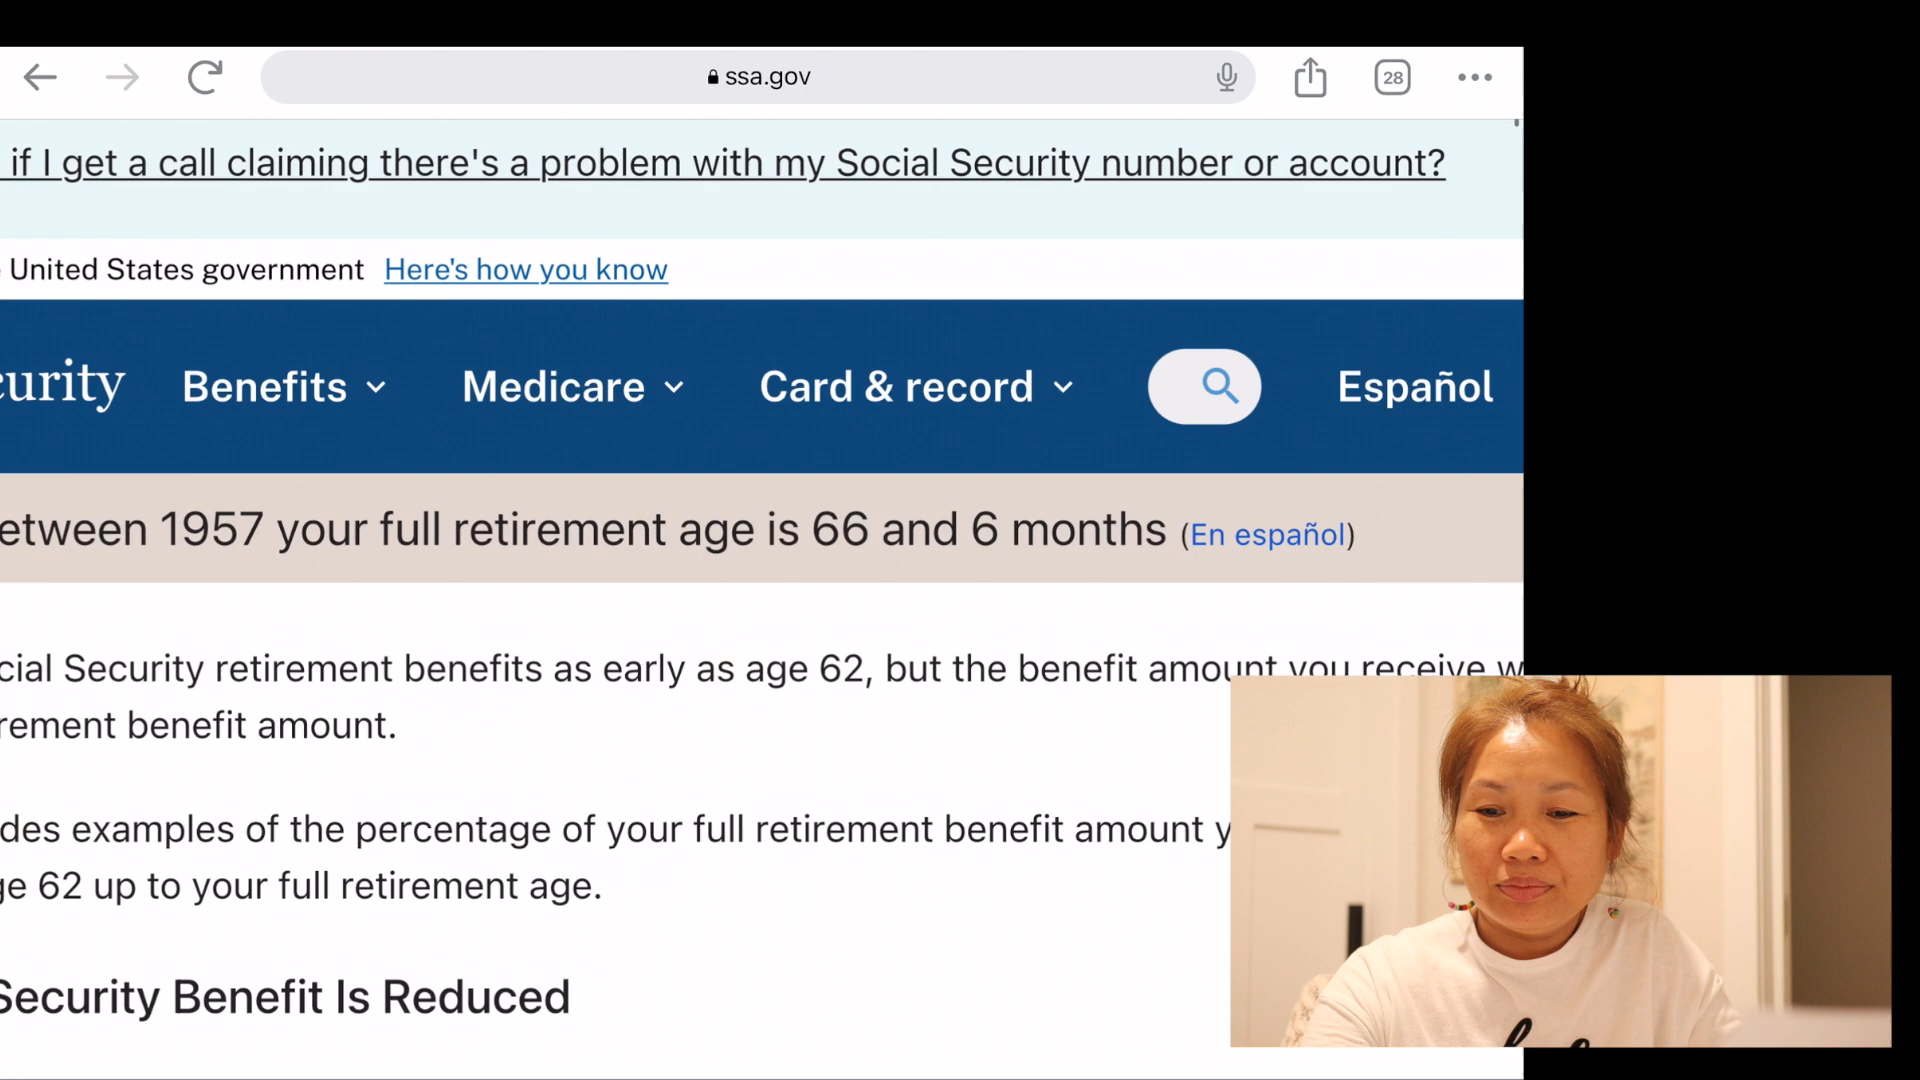 ssa.gov
28
if I get a call claiming there's a problem with my Social Security number or account?
United States government Here's how you know
curity Benefits Medicare Card & record Español
etween 1957 your full retirement age is 66 and 6 months (En español)
cial Security retirement benefits as early as age 62, but the benefit amount you receive w
rement benefit amount.
des examples of the percentage of your full retirement benefit amount y
ge 62 up to your full retirement age.
Security Benefit Is Reduced